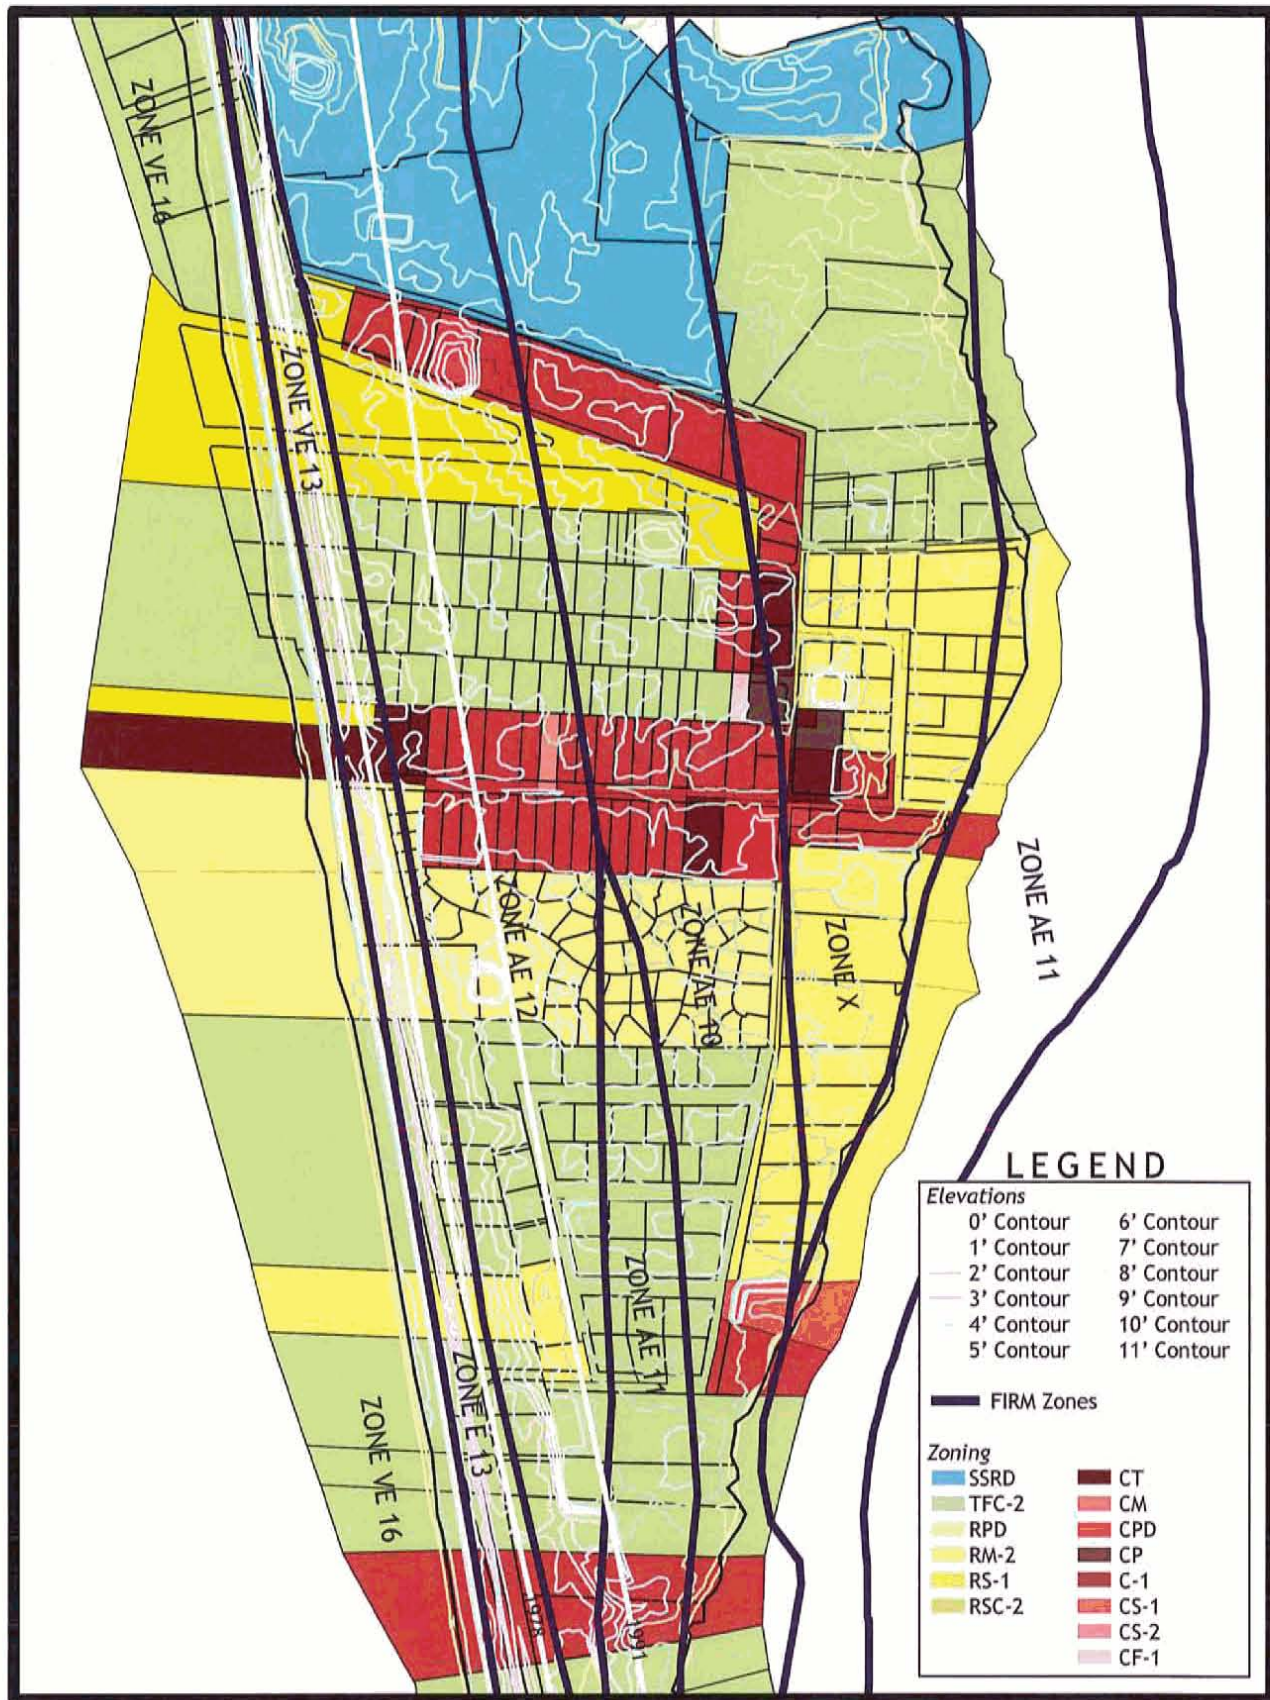 ZONE VE 16
ZONE VE 13
ZONE AE 12
ZONE AE 10
ZONE X
ZONE AE 11
ZONE AE 11
ZONE E 13
ZONE VE 16
1978
1991
LEGEND
Elevations
0' Contour
1' Contour
2' Contour
3' Contour
4' Contour
5' Contour
6' Contour
7' Contour
8' Contour
9' Contour
10' Contour
11' Contour
FIRM Zones
Zoning
SSRD
TFC-2
RPD
RM-2
RS-1
RSC-2
CT
CM
CPD
CP
C-1
CS-1
CS-2
CF-1